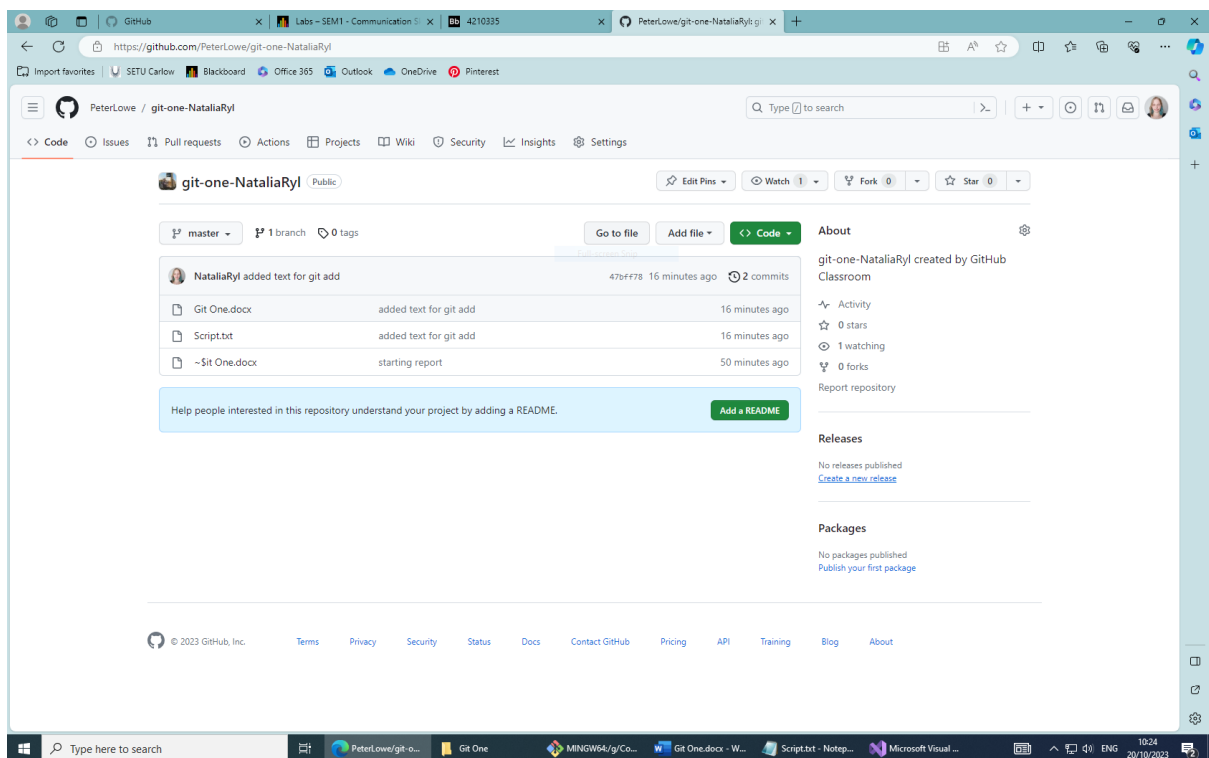 GitHub
Labs – SEM1 - Communication S
Bb 4210335
PeterLowe/git-one-NataliaRyl: gi
https://github.com/PeterLowe/git-one-NataliaRyl
Import favorites
SETU Carlow
Blackboard
Office 365
Outlook
OneDrive
Pinterest
PeterLowe / git-one-NataliaRyl
Type / to search
<> Code
Issues
Pull requests
Actions
Projects
Wiki
Security
Insights
Settings
git-one-NataliaRyl Public
Edit Pins
Watch 1
Fork 0
Star 0
master
1 branch
0 tags
Go to file
Add file
<> Code
Full-screen Snip
NataliaRyl added text for git add
47bff78 16 minutes ago
2 commits
Git One.docx added text for git add 16 minutes ago
Script.txt added text for git add 16 minutes ago
~$it One.docx starting report 50 minutes ago
Help people interested in this repository understand your project by adding a README.
Add a README
About
git-one-NataliaRyl created by GitHub
Classroom
Activity
0 stars
1 watching
0 forks
Report repository
Releases
No releases published
Create a new release
Packages
No packages published
Publish your first package
© 2023 GitHub, Inc.
Terms
Privacy
Security
Status
Docs
Contact GitHub
Pricing
API
Training
Blog
About
Type here to search
PeterLowe/git-o...
Git One
MINGW64:/g/Co...
Git One.docx - W...
Script.txt - Notep...
Microsoft Visual ...
ENG
10:24
20/10/2023
2